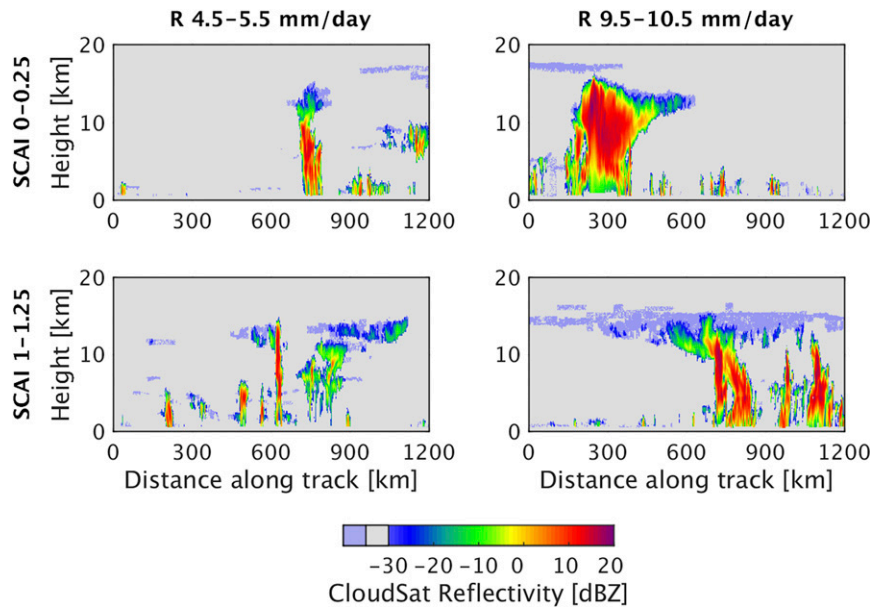 R 4.5–5.5 mm/day
R 9.5–10.5 mm/day
SCAI 0–0.25
Height [km]
20
10
0
0 300 600 900 1200
20
10
0
0 300 600 900 1200
SCAI 1–1.25
Height [km]
20
10
0
0 300 600 900 1200
Distance along track [km]
20
10
0
0 300 600 900 1200
Distance along track [km]
−30 −20 −10 0 10 20
CloudSat Reflectivity [dBZ]